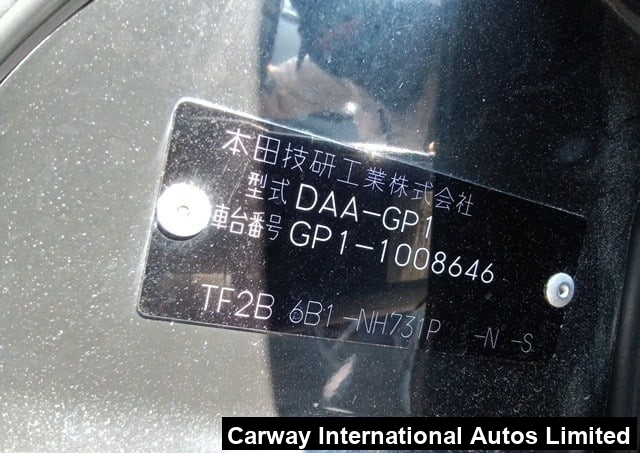 本田技研工業株式会社
型式 DAA-GP1
車台番号 GP1-1008646
TF2B 6B1-NH731P -N -S
Carway International Autos Limited